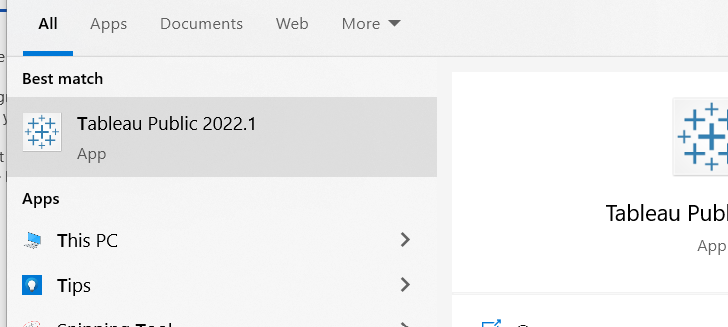 All Apps Documents Web More
Best match
Tableau Public 2022.1
App
Apps
This PC
Tips
Tableau Publ
App